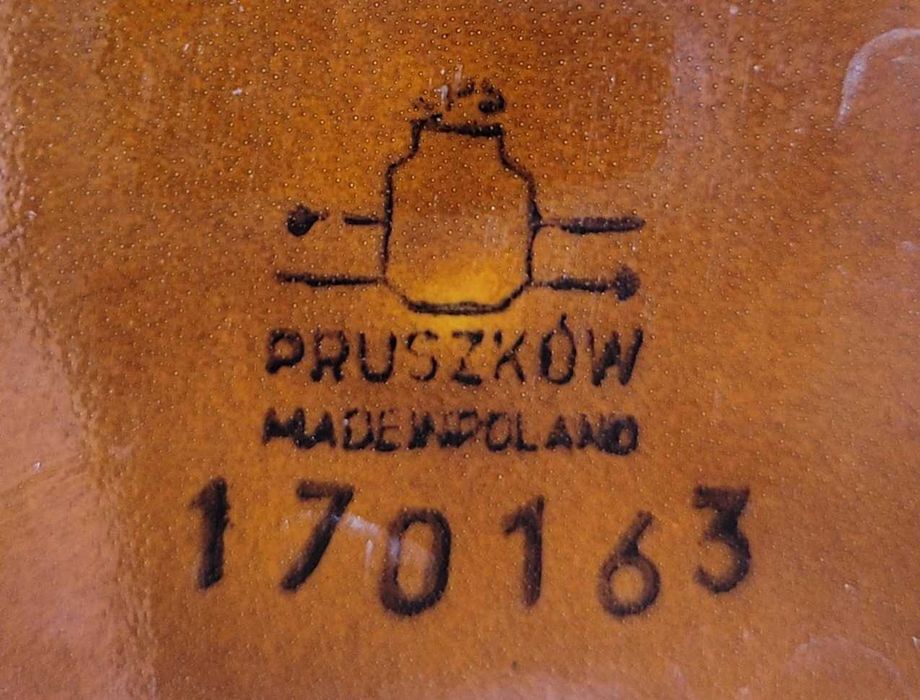 PRUSZKÓW
MADE IN POLAND
170163